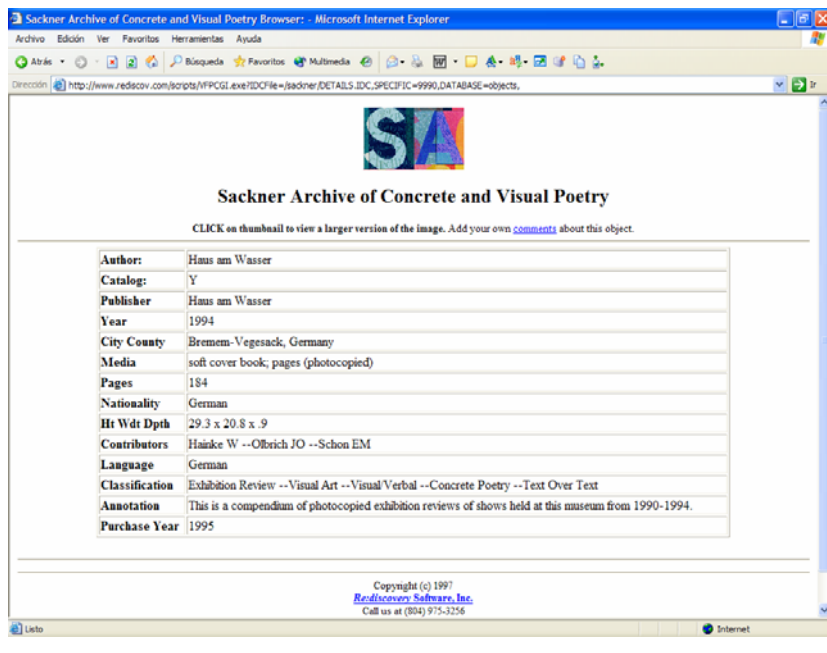 Sackner Archive of Concrete and Visual Poetry Browser: - Microsoft Internet Explorer
Archivo Edición Ver Favoritos Herramientas Ayuda
Atrás Búsqueda Favoritos Multimedia
Dirección http://www.rediscov.com/scripts/VFPCGI.exe?IDCFile=/sackner/DETAILS.IDC,SPECIFIC=9990,DATABASE=objects, Ir
SA
Sackner Archive of Concrete and Visual Poetry
CLICK on thumbnail to view a larger version of the image. Add your own comments about this object.
Author: Haus am Wasser
Catalog: Y
Publisher Haus am Wasser
Year 1994
City County Bremem-Vegesack, Germany
Media soft cover book; pages (photocopied)
Pages 184
Nationality German
Ht Wdt Dpth 29.3 x 20.8 x .9
Contributors Hainke W --Olbrich JO --Schon EM
Language German
Classification Exhibition Review --Visual Art --Visual/Verbal --Concrete Poetry --Text Over Text
Annotation This is a compendium of photocopied exhibition reviews of shows held at this museum from 1990-1994.
Purchase Year 1995
Copyright (c) 1997
Re:discovery Software, Inc.
Call us at (804) 975-3256
Listo Internet